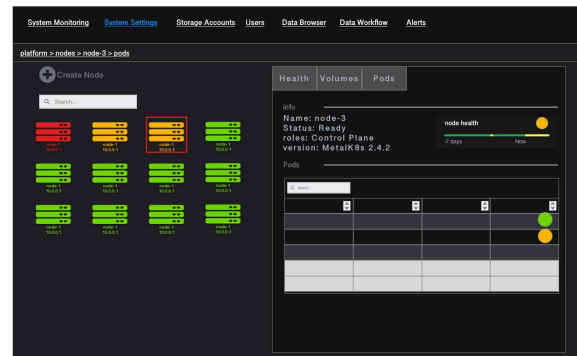 System Monitoring System Settings Storage Accounts Users Data Browser Data Workflow Alerts
platform > nodes > node-3 > pods
Create Node
Search...
node-1 node-1 node-1 node-1
10.0.0.1 10.0.0.1 10.0.0.1 10.0.0.1
node-1 node-1 node-1 node-1
10.0.0.1 10.0.0.1 10.0.0.1 10.0.0.1
node-1 node-1 node-1 node-1
10.0.0.1 10.0.0.1 10.0.0.1 10.0.0.1
Health Volumes Pods
info
Name: node-3
Status: Ready
roles: Control Plane
version: MetalK8s 2.4.2
node health
-7 days Now
Pods
Search...